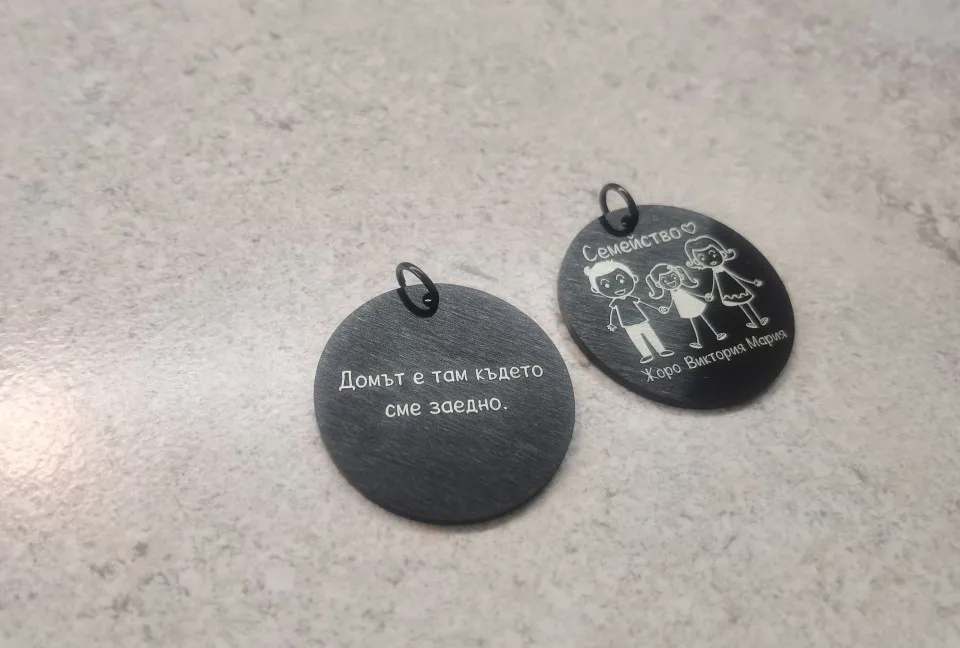 Домът е там където
сме заедно.
Семейство♡
Жоро Виктория Мария